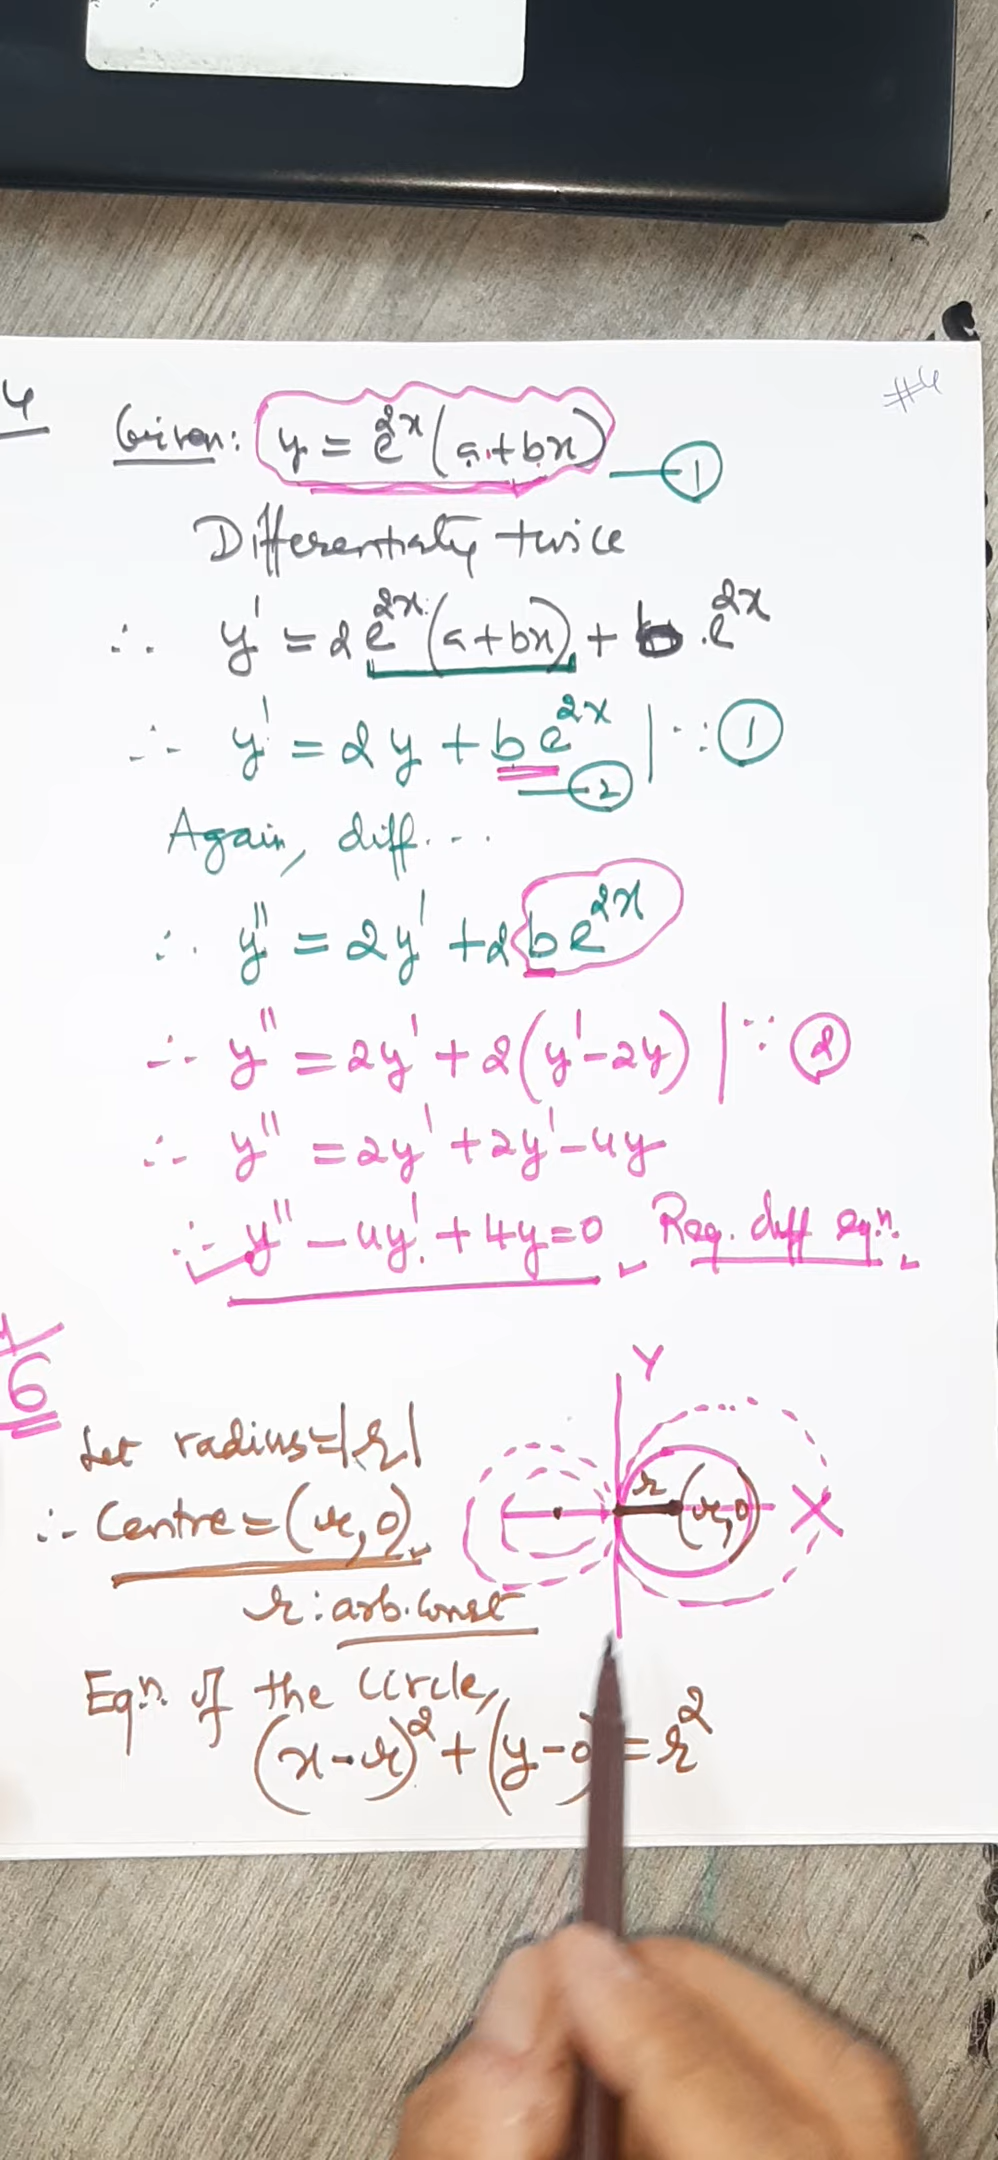 #4
4 Given: y = e^{2x}(a+bx) — ①
Differentiatg twice
∴ y' = 2e^{2x}(a+bx) + b.e^{2x}
∴ y' = 2y + be^{2x} | ∵ ①
— ②
Again, diff...
∴ y'' = 2y' + 2be^{2x}
∴ y'' = 2y' + 2(y'-2y) | ∵ ②
∴ y'' = 2y' + 2y' - 4y
∴ y'' - 4y' + 4y = 0 Req. diff eqn.
6
Y
Let radius = |r|
r (r,0) X
∴ Centre = (r,0)
r : arb. const
Eqn. of the circle,
(x-r)^2 + (y-0) = r^2